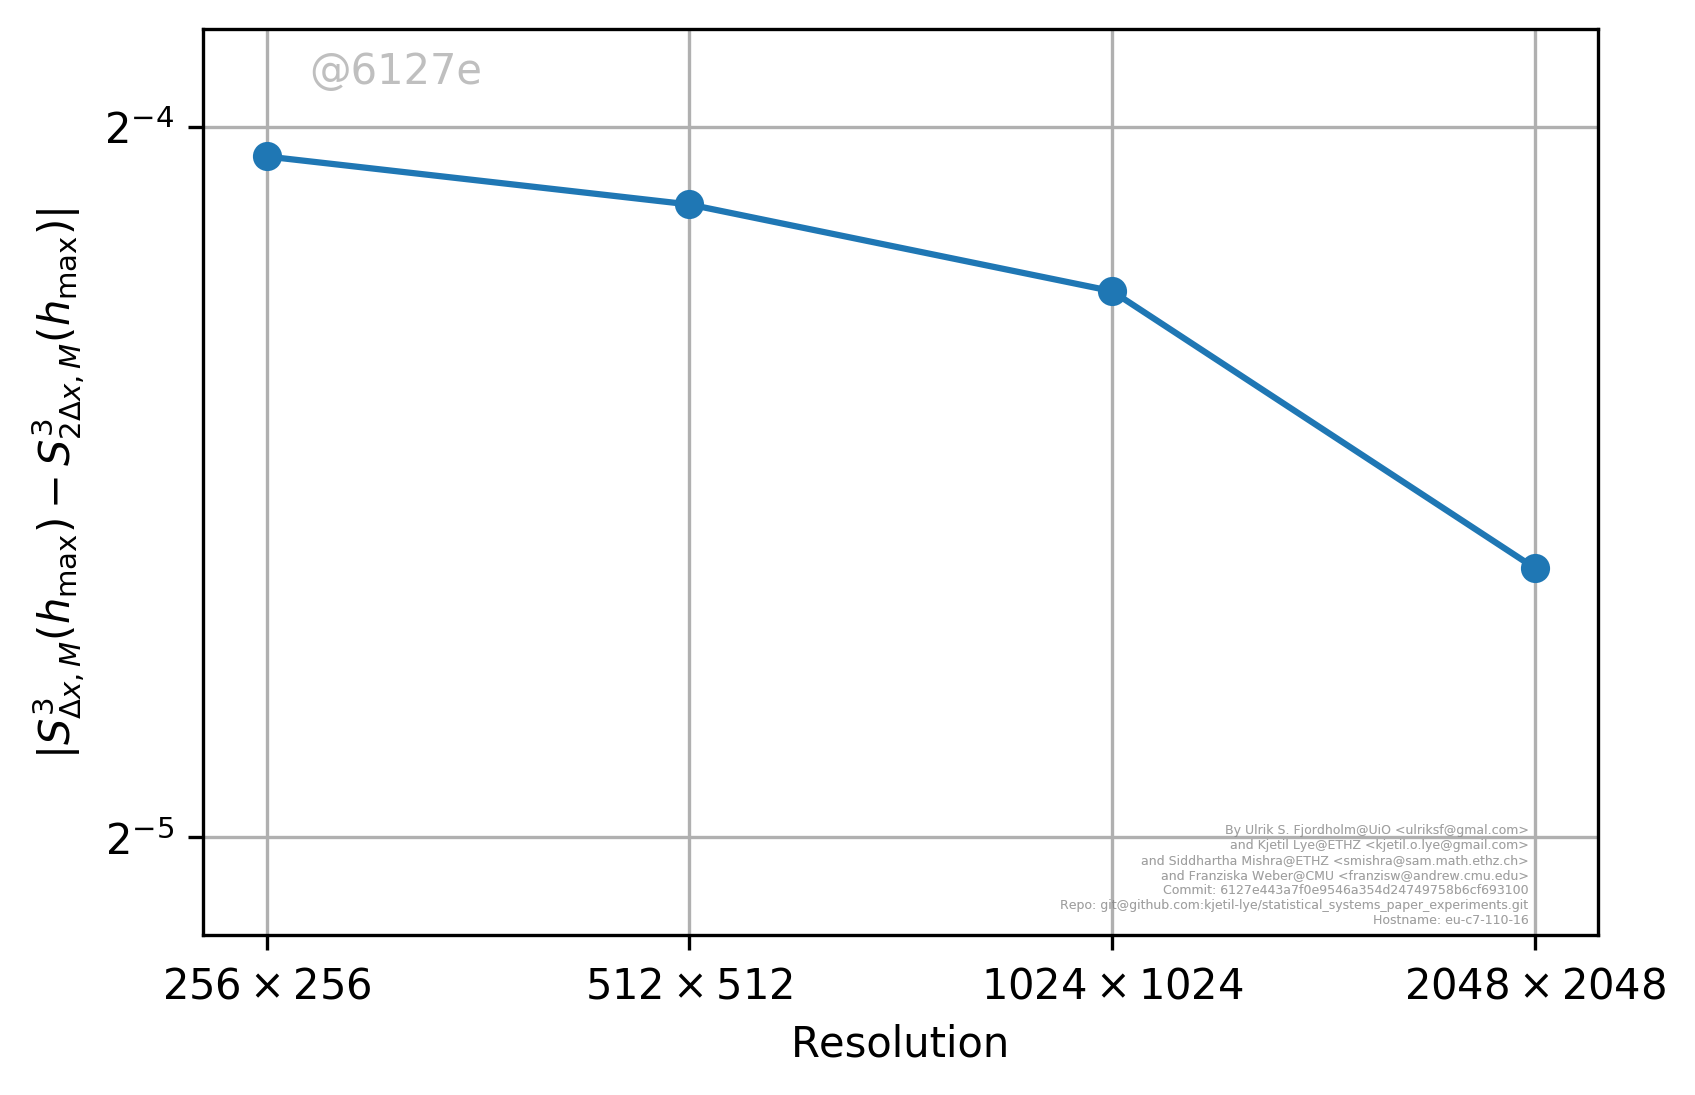 @6127e
2⁻⁴
|S³_{Δx,M}(h_max) − S³_{2Δx,M}(h_max)|
2⁻⁵
By Ulrik S. Fjordholm@UiO <ulriksf@gmal.com>
and Kjetil Lye@ETHZ <kjetil.o.lye@gmail.com>
and Siddhartha Mishra@ETHZ <smishra@sam.math.ethz.ch>
and Franziska Weber@CMU <franzisw@andrew.cmu.edu>
Commit: 6127e443a7f0e9546a354d24749758b6cf693100
Repo: git@github.com:kjetil-lye/statistical_systems_paper_experiments.git
Hostname: eu-c7-110-16
256 × 256 512 × 512 1024 × 1024 2048 × 2048
Resolution